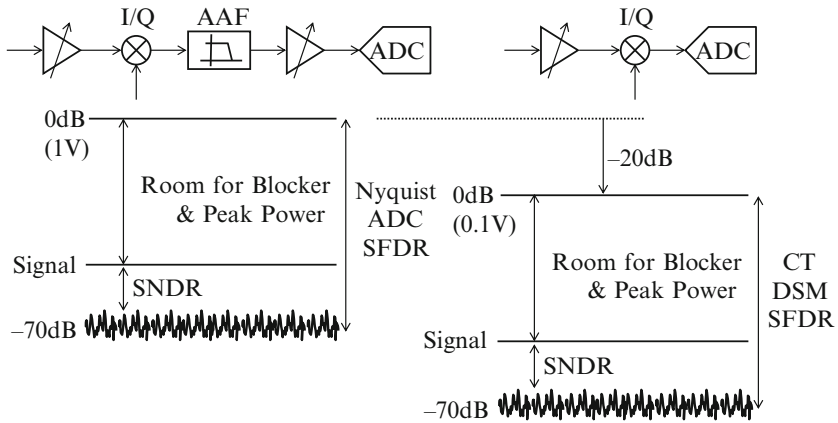 I/Q
AAF
ADC
0dB
(1V)
Room for Blocker
& Peak Power
Nyquist
ADC
SFDR
Signal
SNDR
–70dB
I/Q
ADC
–20dB
0dB
(0.1V)
Room for Blocker
& Peak Power
CT
DSM
SFDR
Signal
SNDR
–70dB